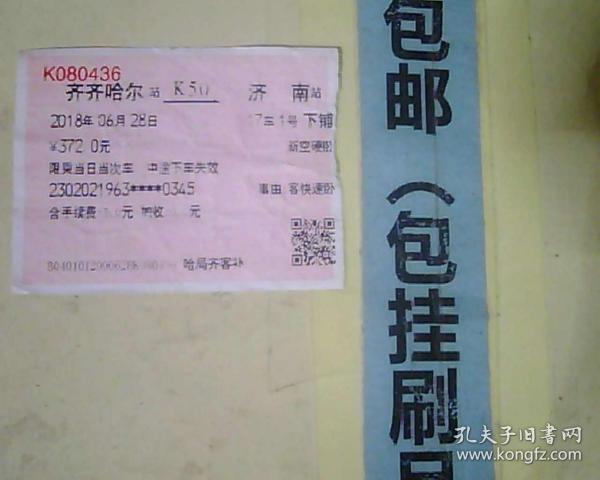 K080436
齐齐哈尔站 K50 济南站
2018年06月28日 7车 号 下铺
¥372 0元 新空硬卧
限乘当日当次车 中途下车失效
2302021963****0345 事由 客快速卧
含手续费 元 元
哈局齐客补
包邮（包挂刷
孔夫子旧书网
www.kongfz.com